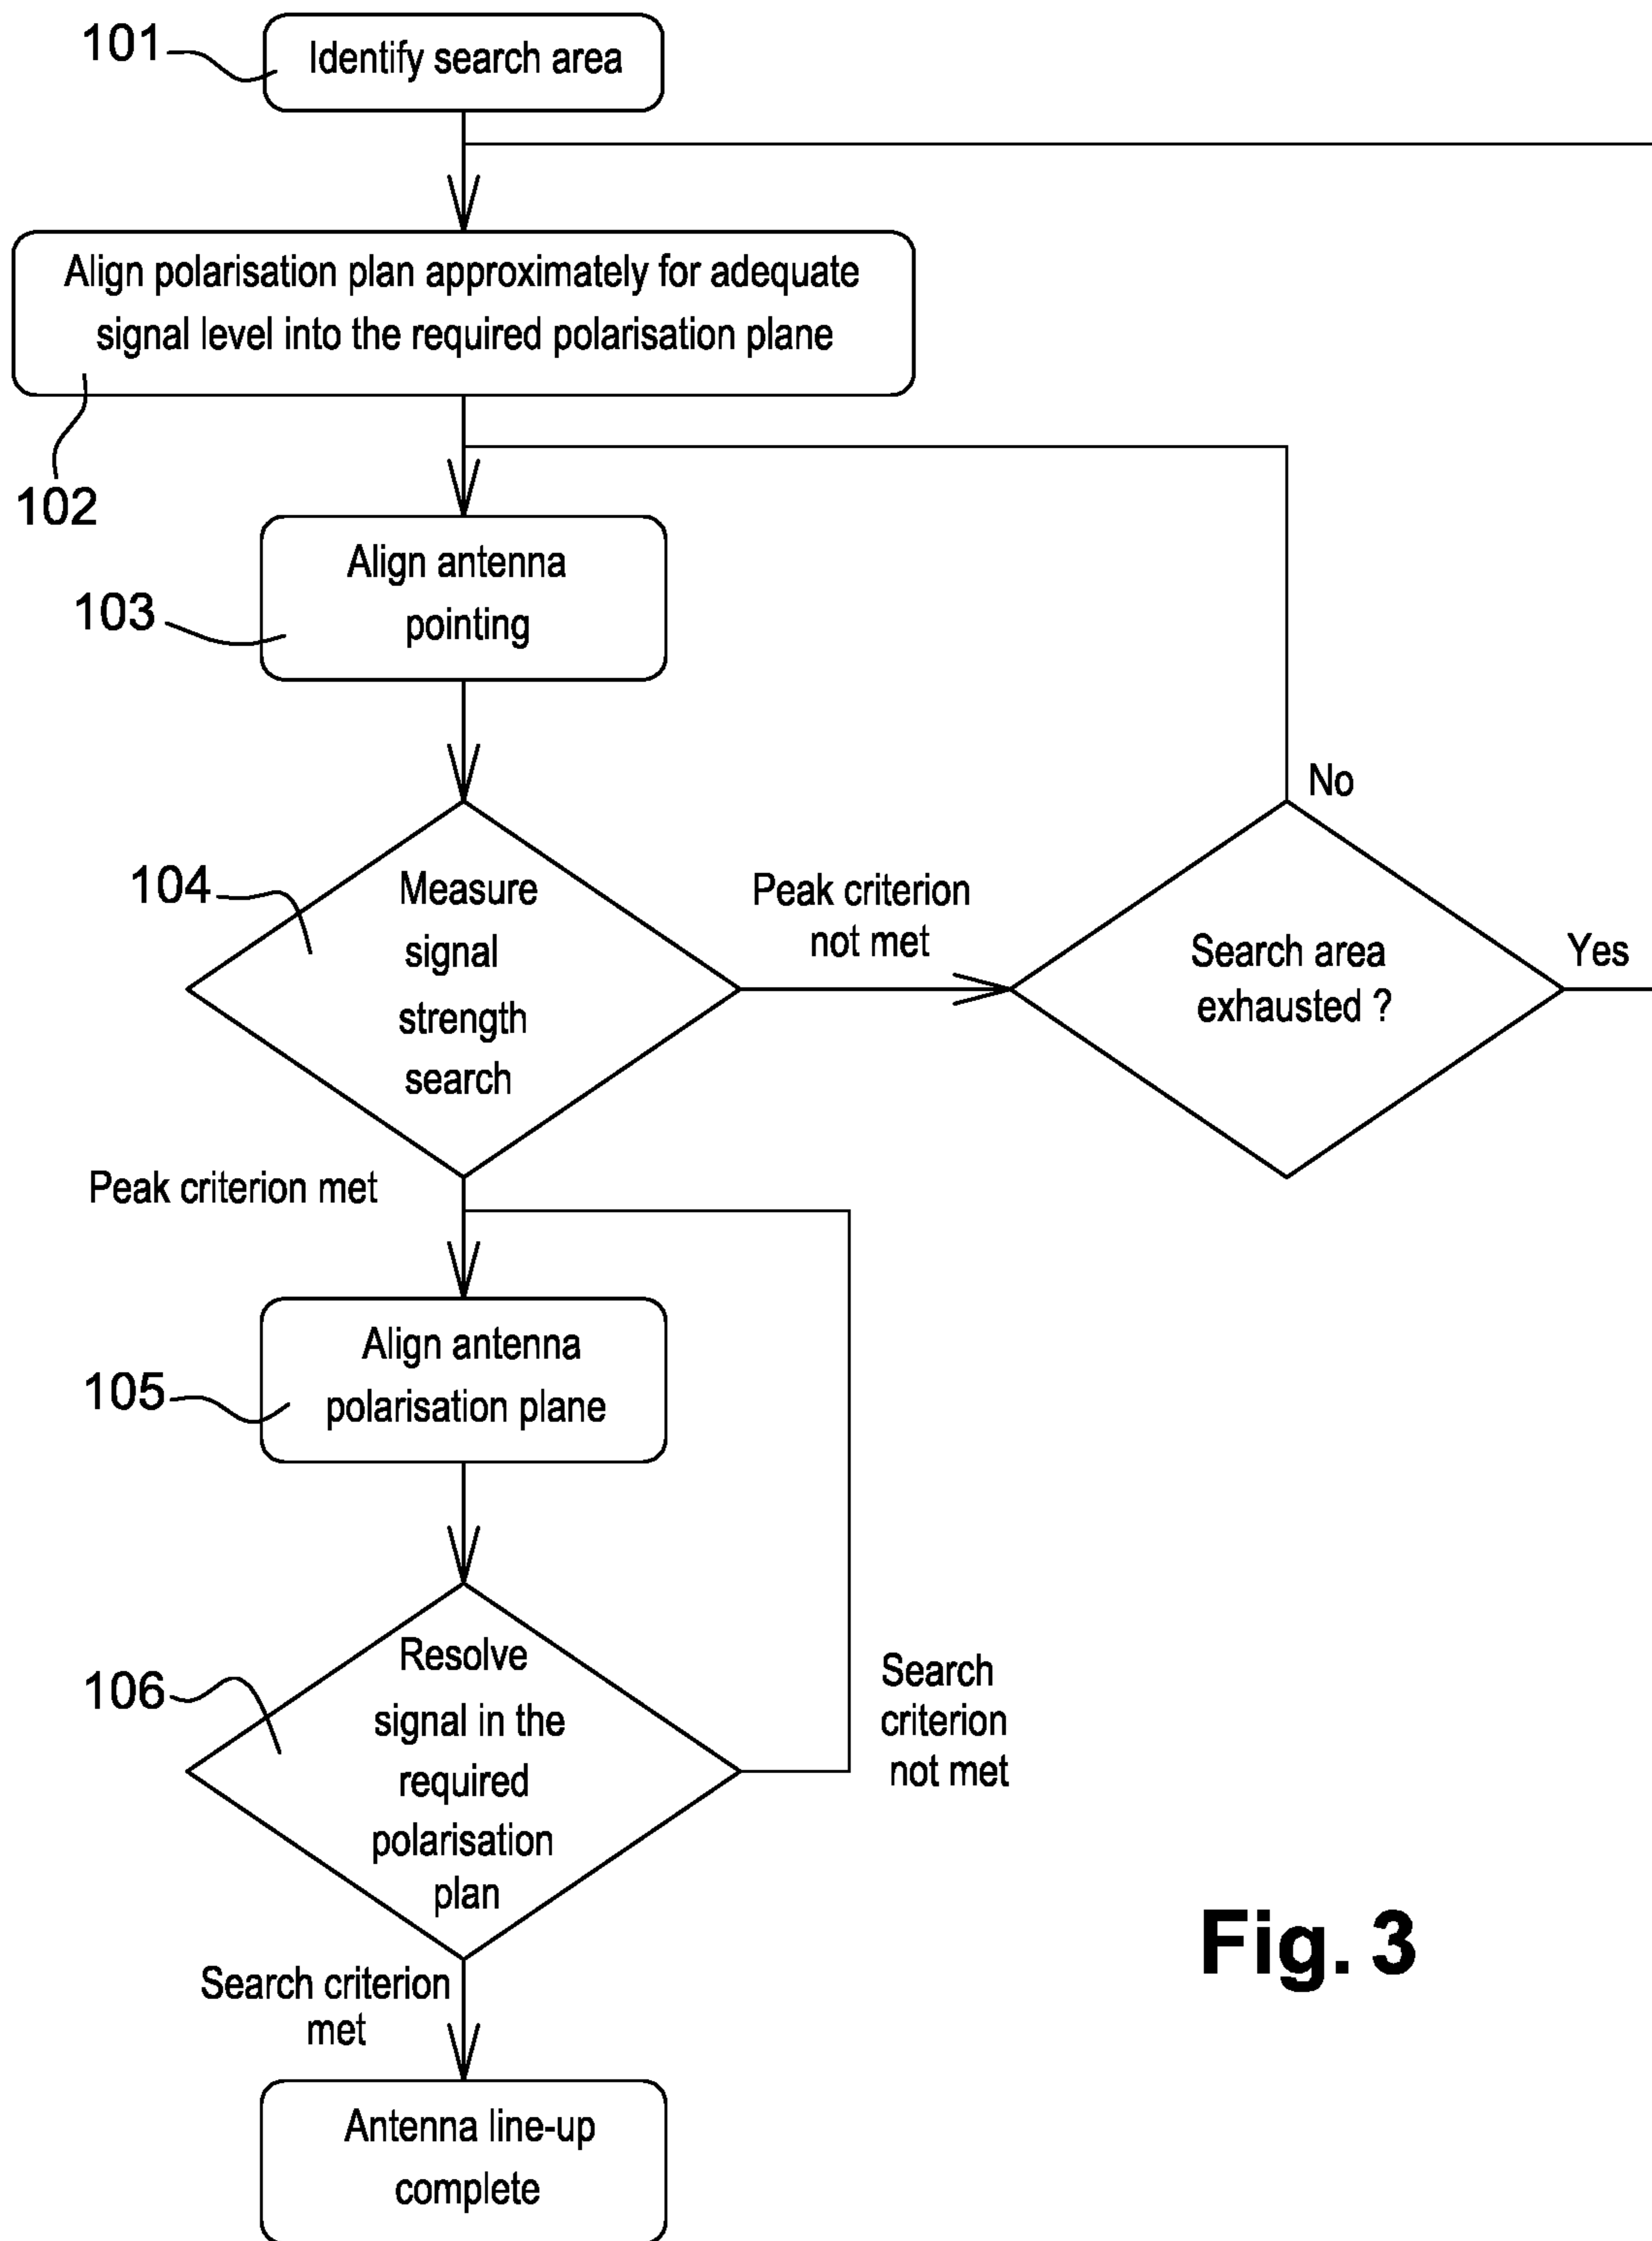 101
Identify search area
Align polarisation plan approximately for adequate
signal level into the required polarisation plane
102
Align antenna
pointing
103
104
Measure
signal
strength
search
Peak criterion
not met
No
Search area
exhausted ?
Yes
Peak criterion met
Align antenna
polarisation plane
105
106
Resolve
signal in the
required
polarisation
plan
Search
criterion
not met
Search criterion
met
Antenna line-up
complete
Fig. 3